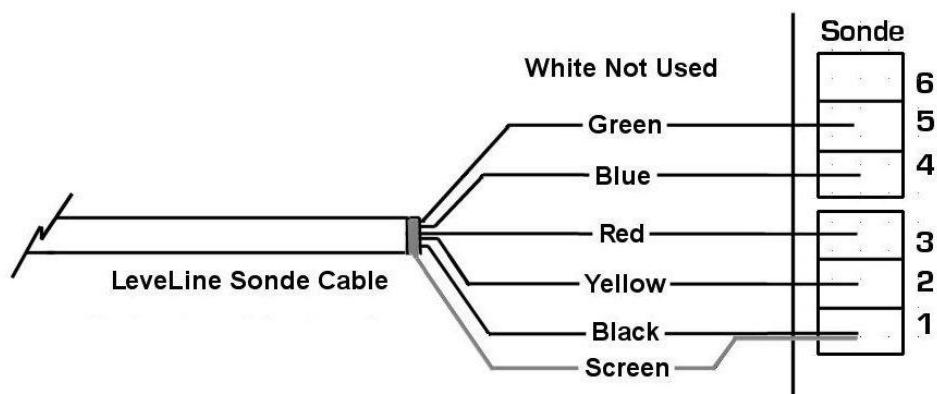 Sonde
White Not Used
6
Green
5
Blue
4
Red
3
LeveLine Sonde Cable
Yellow
2
Black
1
Screen